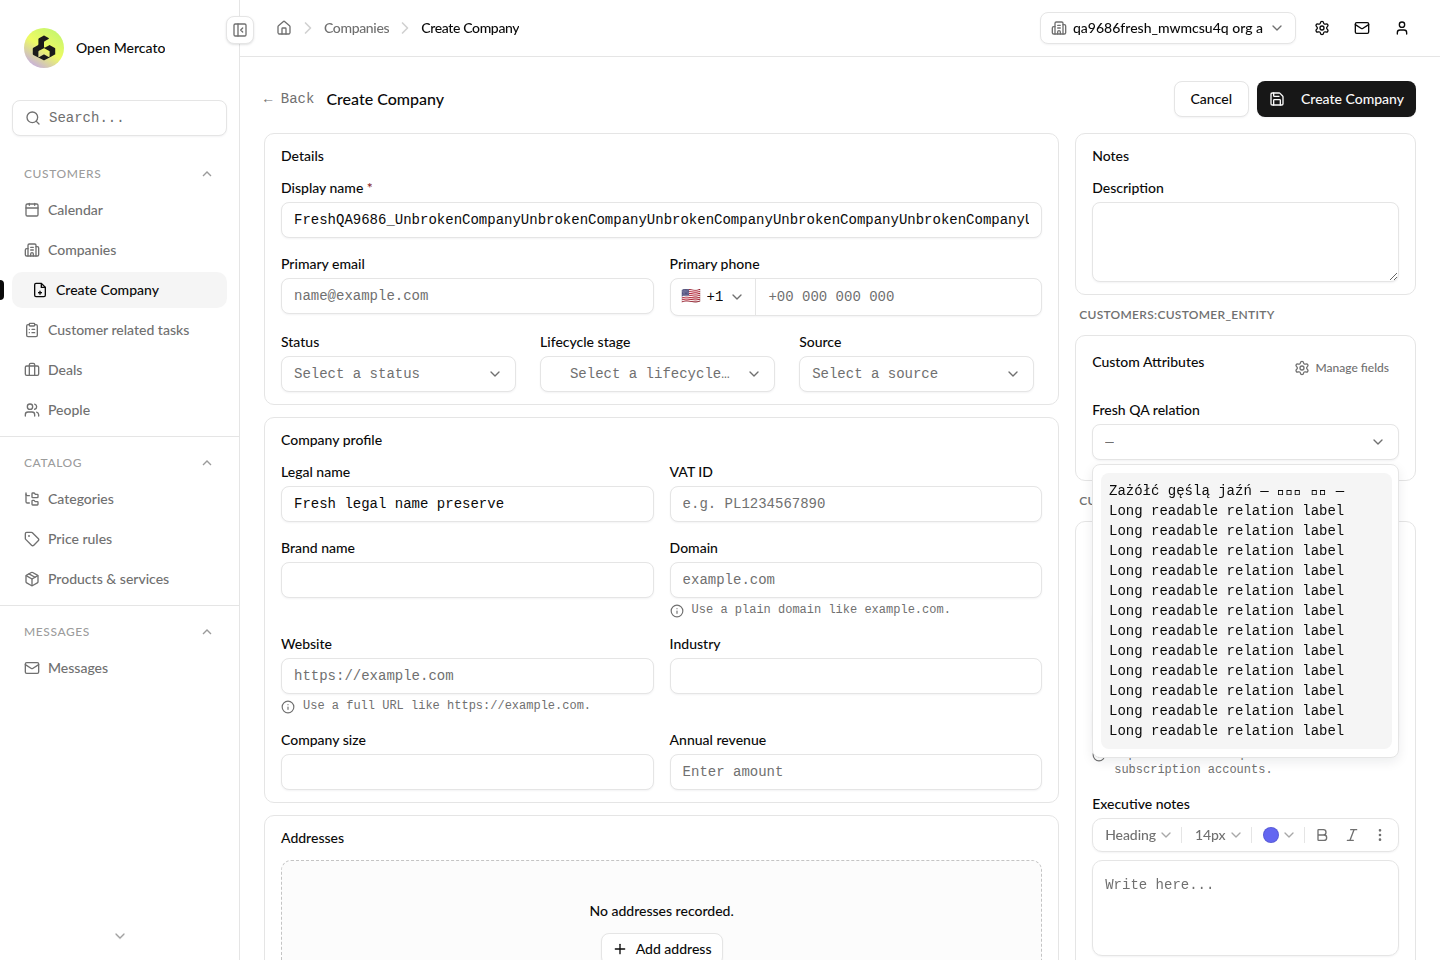 Open Mercato
Search...
CUSTOMERS
Calendar
Companies
Create Company
Customer related tasks
Deals
People
CATALOG
Categories
Price rules
Products & services
MESSAGES
Messages
Companies
Create Company
qa9686fresh_mwmcsu4q org a
← Back
Create Company
Cancel
Create Company
Details
Display name *
FreshQA9686_UnbrokenCompanyUnbrokenCompanyUnbrokenCompanyUnbrokenCompanyUnbrokenCompanyU
Primary email
name@example.com
Primary phone
+1
+00 000 000 000
Status
Select a status
Lifecycle stage
Select a lifecycle…
Source
Select a source
Company profile
Legal name
Fresh legal name preserve
VAT ID
e.g. PL1234567890
Brand name
Domain
example.com
Use a plain domain like example.com.
Website
https://example.com
Use a full URL like https://example.com.
Industry
Company size
Annual revenue
Enter amount
Addresses
No addresses recorded.
Add address
Notes
Description
CUSTOMERS:CUSTOMER_ENTITY
Custom Attributes
Manage fields
Fresh QA relation
—
Zażółć gęślą jaźń — —
Long readable relation label
Long readable relation label
Long readable relation label
Long readable relation label
Long readable relation label
Long readable relation label
Long readable relation label
Long readable relation label
Long readable relation label
Long readable relation label
Long readable relation label
Long readable relation label
subscription accounts.
Executive notes
Heading
14px
B
I
Write here...